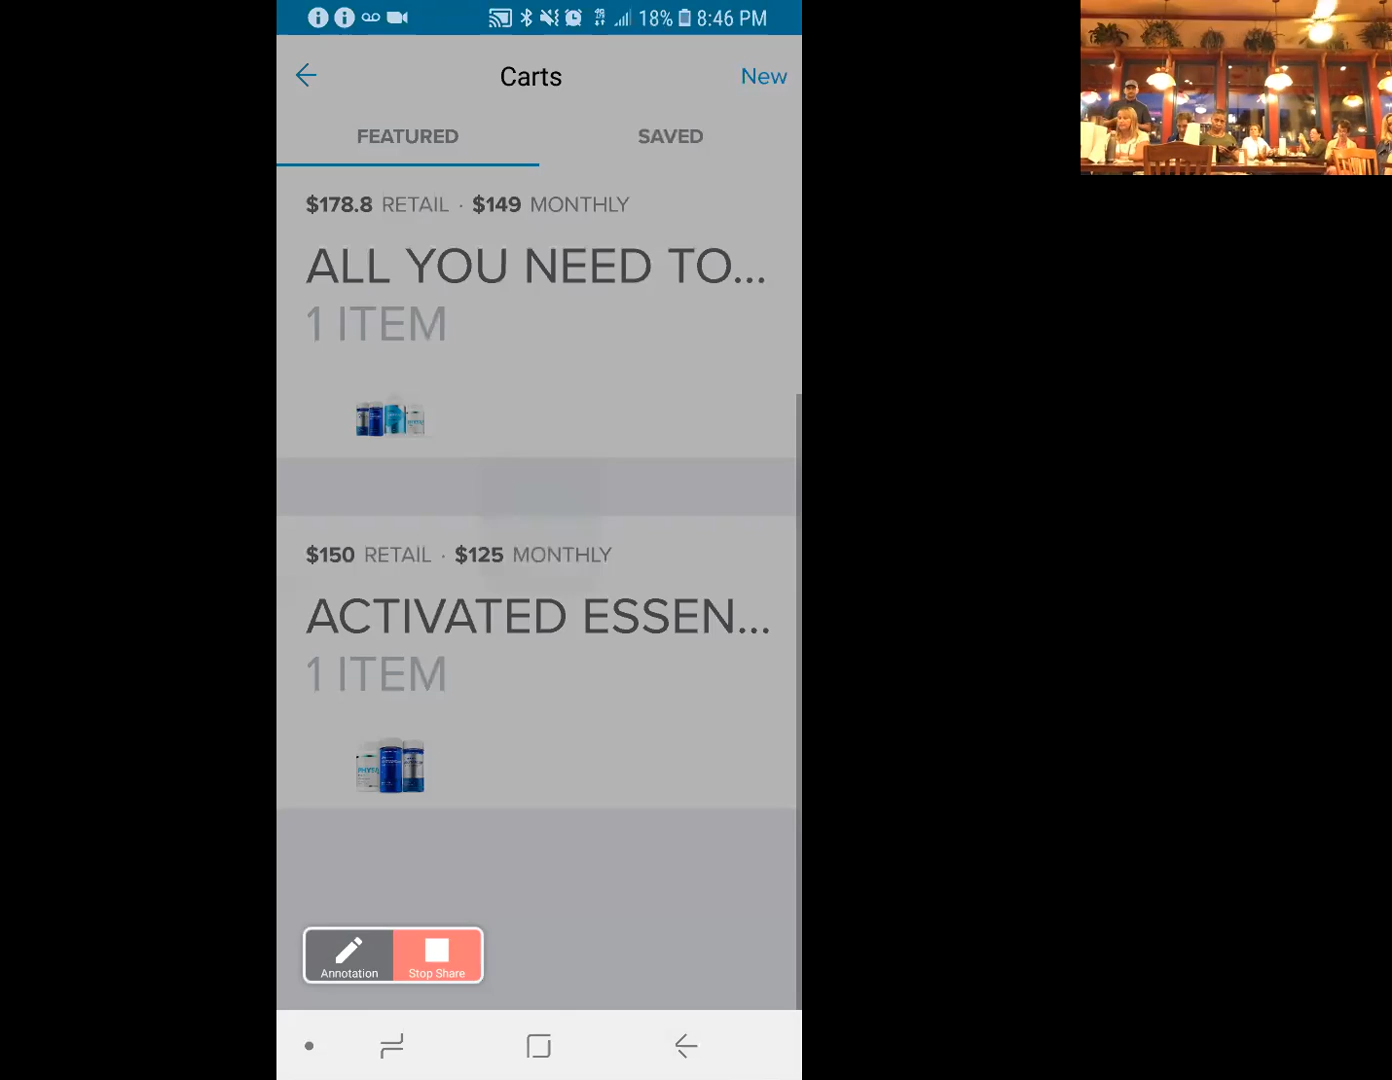 18% 8:46 PM
Carts
New
FEATURED
SAVED
$178.8 RETAIL · $149 MONTHLY
ALL YOU NEED TO...
1 ITEM
$150 RETAIL · $125 MONTHLY
ACTIVATED ESSEN...
1 ITEM
Annotation
Stop Share